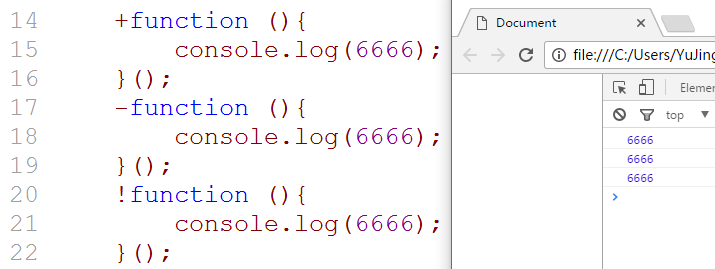 14 +function (){
15 console.log(6666);
16 }();
17 -function (){
18 console.log(6666);
19 }();
20 !function (){
21 console.log(6666);
22 }();
Document
file:///C:/Users/YuJing
Elemen
top
6666
6666
6666
>